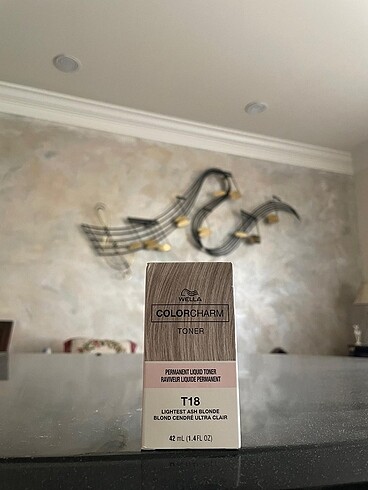 WELLA
COLORCHARM
TONER
PERMANENT LIQUID TONER
RAVIVEUR LIQUIDE PERMANENT
T18
LIGHTEST ASH BLONDE
BLOND CENDRÉ ULTRA CLAIR
42 mL (1.4 FL OZ)